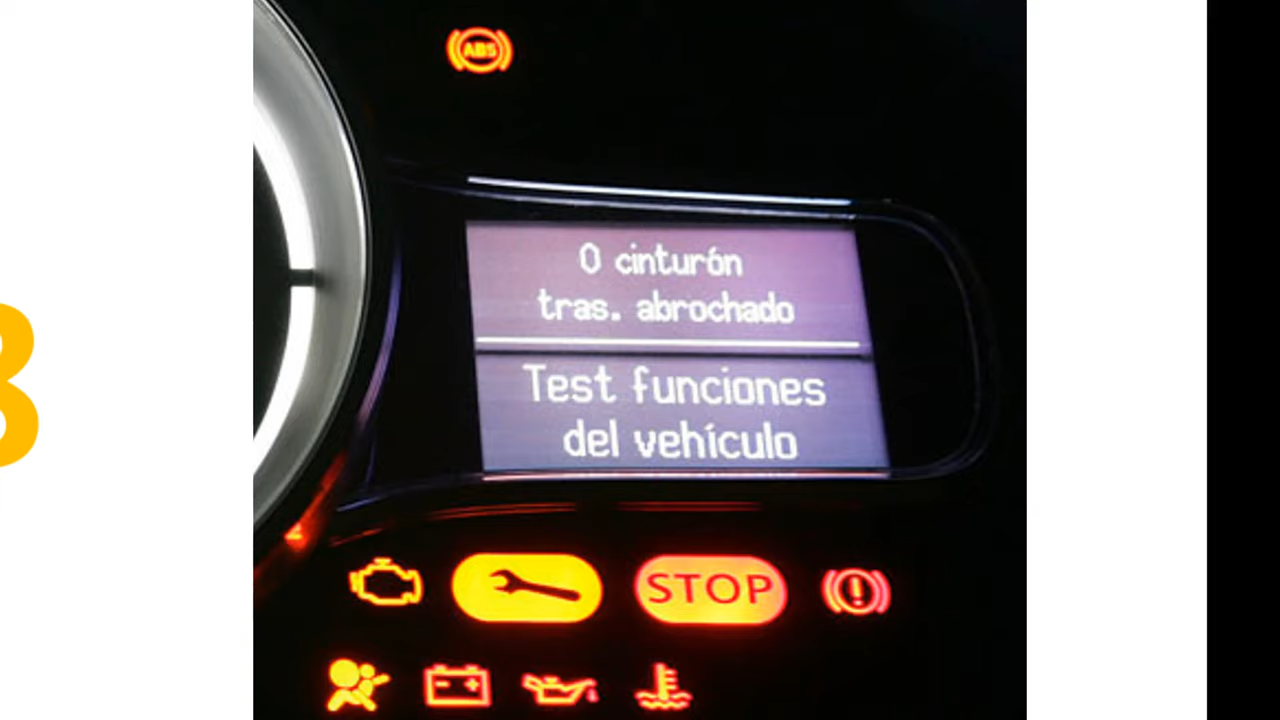 ABS
0 cinturón
tras. abrochado
Test funciones
del vehículo
STOP